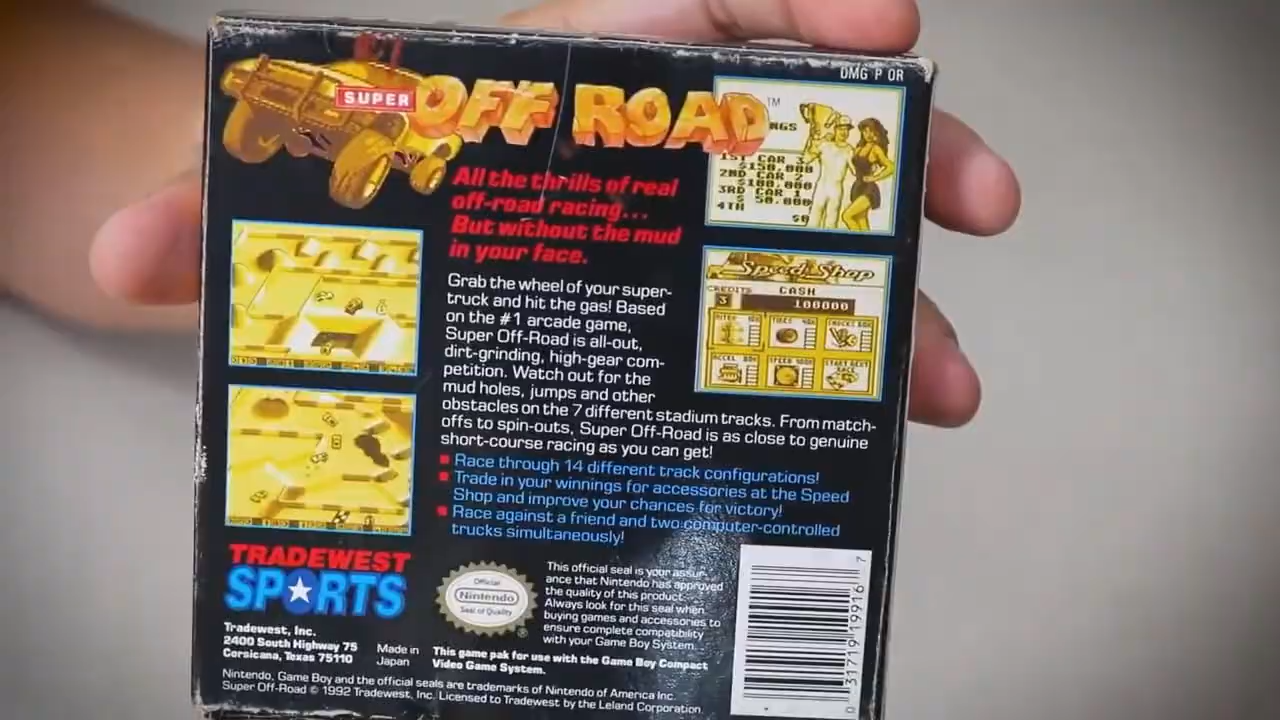 DMG P OR
SUPER OFF ROAD™
NGS
1ST CAR 3
$150,000
2ND CAR 2
$100,000
3RD CAR 1
$ 50,000
4TH
$0
All the thrills of real
off-road racing...
But without the mud
in your face.
Speed Shop
CREDITS CASH
3 100000
NITRO TIRES SHOCKS
ACCEL SPEED START NEXT
RACE
Grab the wheel of your super-
truck and hit the gas! Based
on the #1 arcade game,
Super Off-Road is all-out,
dirt-grinding, high-gear com-
petition. Watch out for the
mud holes, jumps and other
obstacles on the 7 different stadium tracks. From match-
offs to spin-outs, Super Off-Road is as close to genuine
short-course racing as you can get!
Race through 14 different track configurations!
Trade in your winnings for accessories at the Speed
Shop and improve your chances for victory!
Race against a friend and two computer-controlled
trucks simultaneously!
TRADEWEST
SPORTS
Tradewest, Inc.
2400 South Highway 75
Corsicana, Texas 75110
Made in
Japan
Official
Nintendo
Seal of Quality
®
This official seal is your assur-
ance that Nintendo has approved
the quality of this product.
Always look for this seal when
buying games and accessories to
ensure complete compatibility
with your Game Boy System.
This game pak for use with the Game Boy Compact
Video Game System.
Nintendo, Game Boy and the official seals are trademarks of Nintendo of America Inc.
Super Off-Road © 1992 Tradewest, Inc. Licensed to Tradewest by the Leland Corporation.
0 31719 19916 7